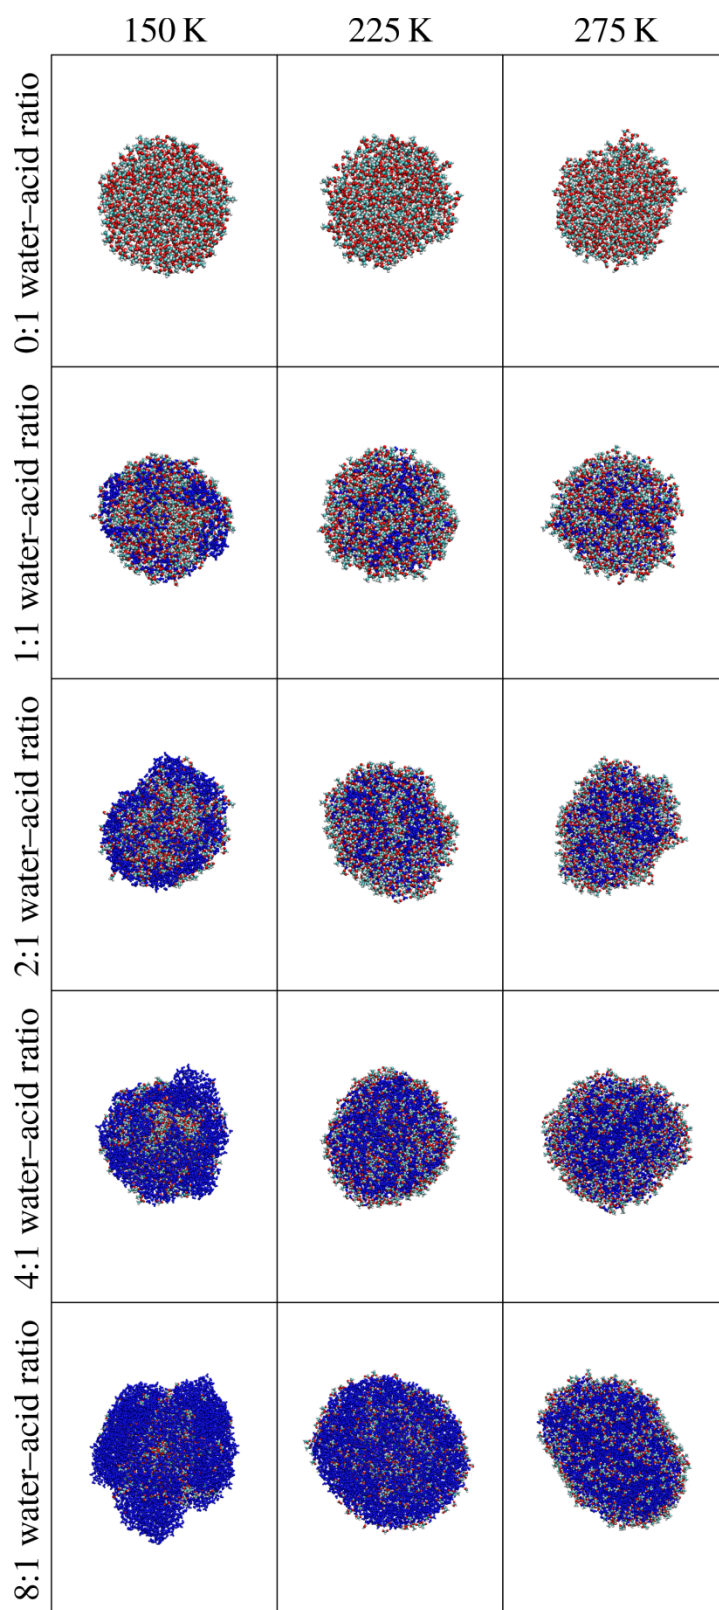 150 K
225 K
275 K
0:1 water–acid ratio
1:1 water–acid ratio
2:1 water–acid ratio
4:1 water–acid ratio
8:1 water–acid ratio